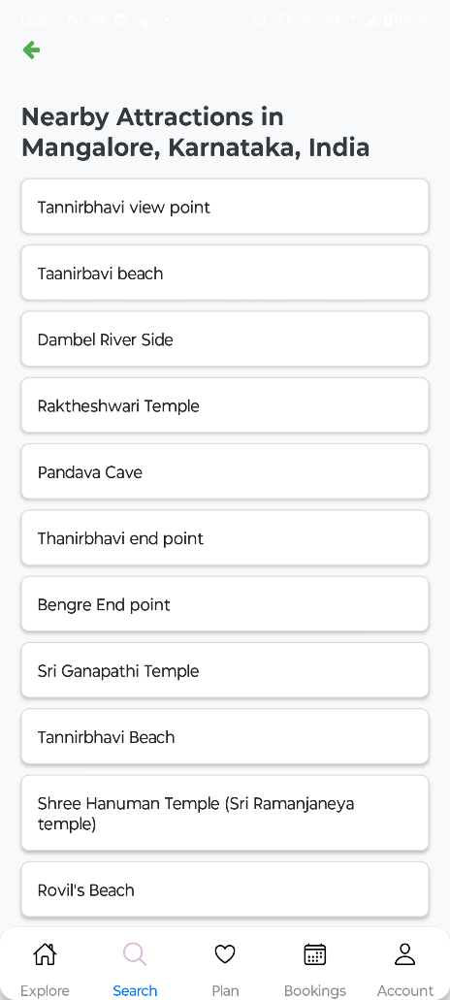 12:25
100%
Nearby Attractions in
Mangalore, Karnataka, India
Tannirbhavi view point
Taanirbavi beach
Dambel River Side
Raktheshwari Temple
Pandava Cave
Thanirbhavi end point
Bengre End point
Sri Ganapathi Temple
Tannirbhavi Beach
Shree Hanuman Temple (Sri Ramanjaneya
temple)
Rovil's Beach
Explore Search Plan Bookings Account